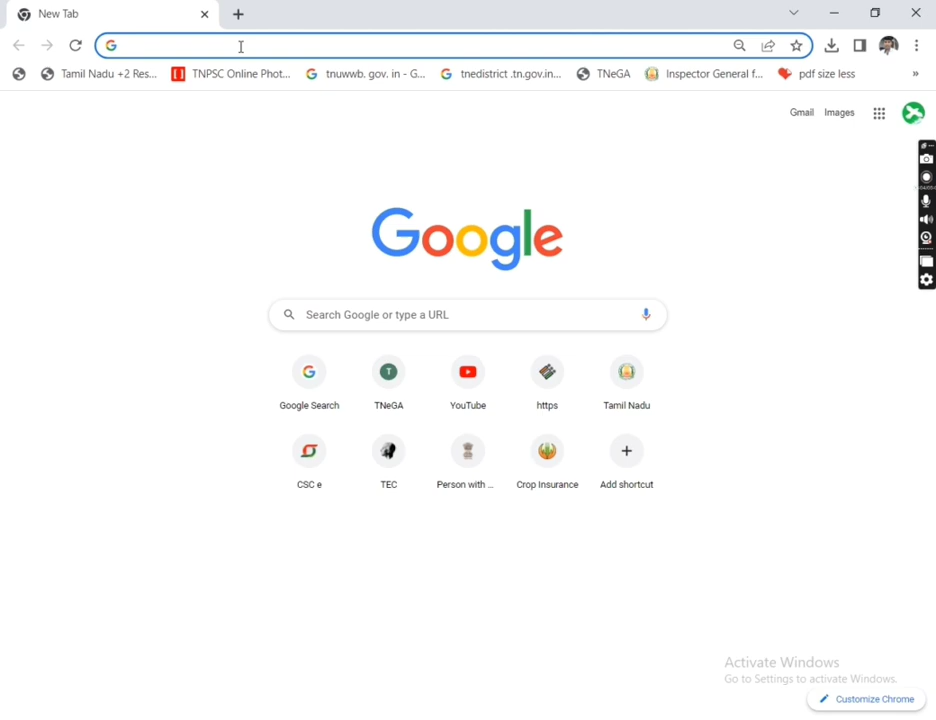 New Tab
Tamil Nadu +2 Res... TNPSC Online Phot... tnuwwb. gov. in - G... tnedistrict .tn.gov.in... TNeGA Inspector General f... pdf size less »
Gmail Images
Google
Search Google or type a URL
Google Search TNeGA YouTube https Tamil Nadu
CSC e TEC Person with ... Crop Insurance Add shortcut
Activate Windows
Go to Settings to activate Windows.
Customize Chrome